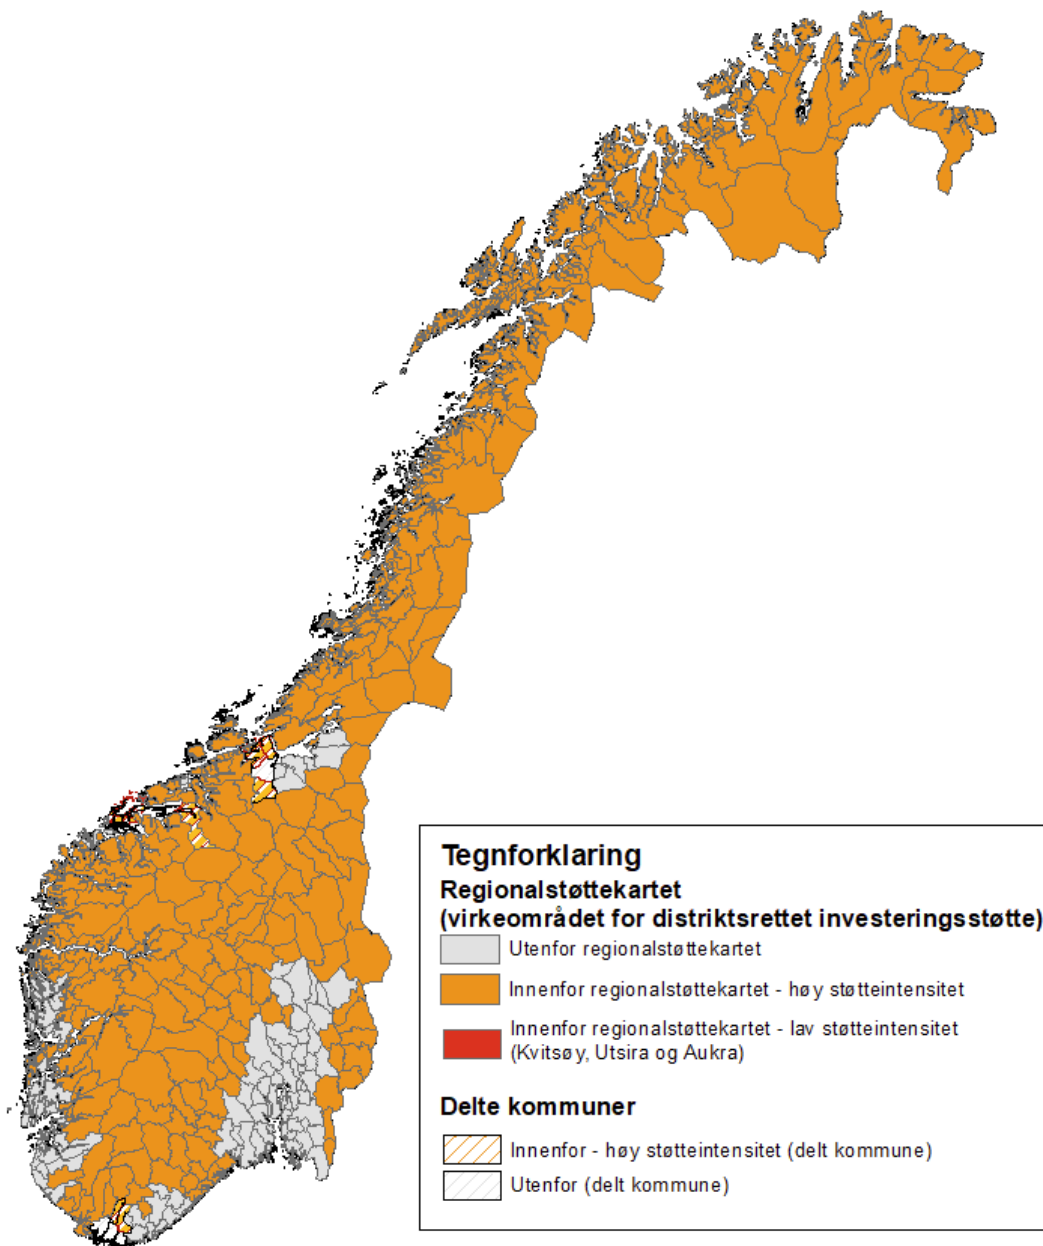 Tegnforklaring
Regionalstøttekartet
(virkeområdet for distriktsrettet investeringsstøtte)
Utenfor regionalstøttekartet
Innenfor regionalstøttekartet - høy støtteintensitet
Innenfor regionalstøttekartet - lav støtteintensitet
(Kvitsøy, Utsira og Aukra)
Delte kommuner
Innenfor - høy støtteintensitet (delt kommune)
Utenfor (delt kommune)